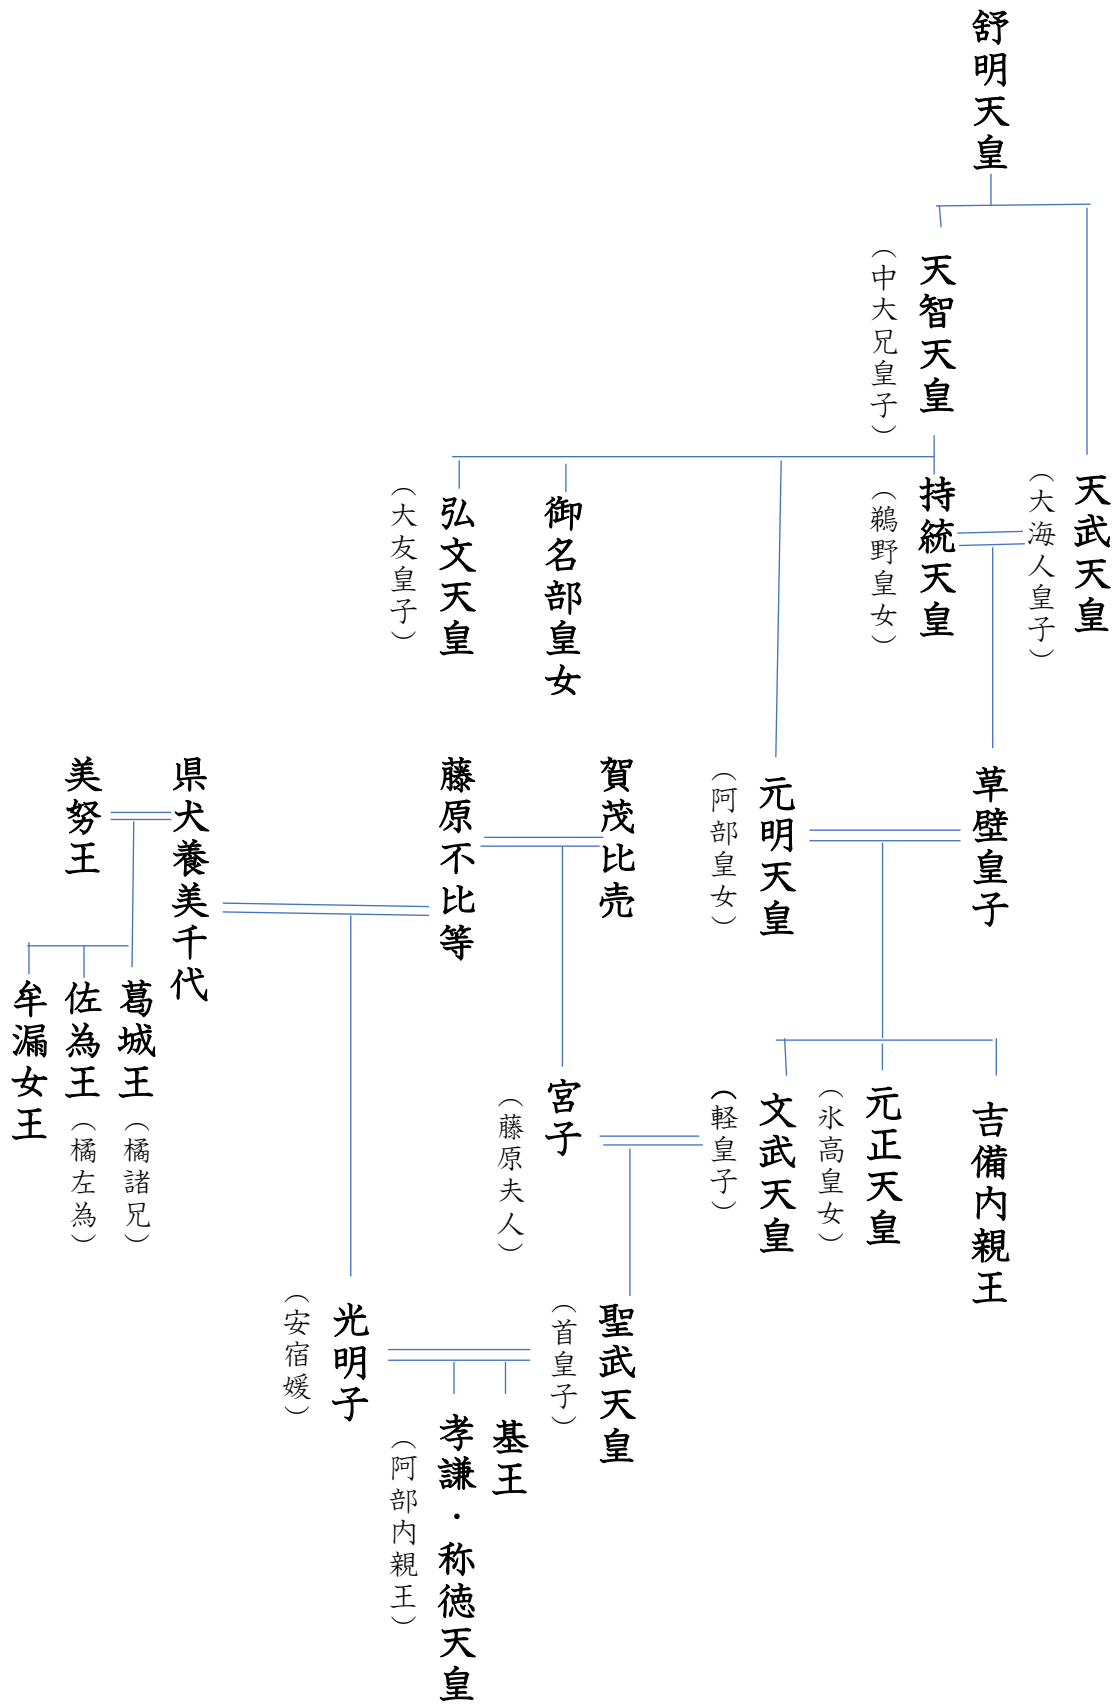 舒明天皇
天武天皇
（大海人皇子）
天智天皇
（中大兄皇子）
持統天皇
（鵜野皇女）
御名部皇女
弘文天皇
（大友皇子）
草壁皇子
元明天皇
（阿部皇女）
賀茂比売
藤原不比等
県犬養美千代
美努王
吉備内親王
元正天皇
（氷高皇女）
文武天皇
（軽皇子）
宮子
（藤原夫人）
葛城王（橘諸兄）
佐為王（橘左為）
牟漏女王
聖武天皇
（首皇子）
光明子
（安宿媛）
基王
孝謙・称徳天皇
（阿部内親王）